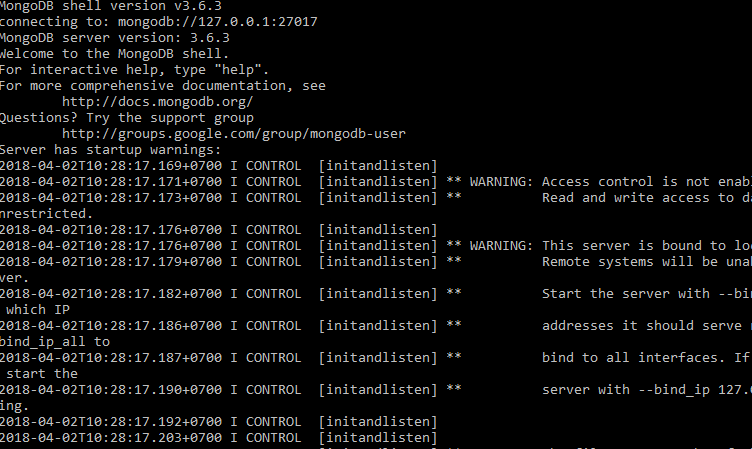 MongoDB shell version v3.6.3
connecting to: mongodb://127.0.0.1:27017
MongoDB server version: 3.6.3
Welcome to the MongoDB shell.
For interactive help, type "help".
For more comprehensive documentation, see
http://docs.mongodb.org/
Questions? Try the support group
http://groups.google.com/group/mongodb-user
Server has startup warnings:
2018-04-02T10:28:17.169+0700 I CONTROL [initandlisten]
2018-04-02T10:28:17.171+0700 I CONTROL [initandlisten] ** WARNING: Access control is not enabl
2018-04-02T10:28:17.173+0700 I CONTROL [initandlisten] ** Read and write access to da
nrestricted.
2018-04-02T10:28:17.176+0700 I CONTROL [initandlisten]
2018-04-02T10:28:17.176+0700 I CONTROL [initandlisten] ** WARNING: This server is bound to loc
2018-04-02T10:28:17.179+0700 I CONTROL [initandlisten] ** Remote systems will be unab
ver.
2018-04-02T10:28:17.182+0700 I CONTROL [initandlisten] ** Start the server with --bin
which IP
2018-04-02T10:28:17.186+0700 I CONTROL [initandlisten] ** addresses it should serve
bind_ip_all to
2018-04-02T10:28:17.187+0700 I CONTROL [initandlisten] ** bind to all interfaces. If
start the
2018-04-02T10:28:17.190+0700 I CONTROL [initandlisten] ** server with --bind_ip 127.
ing.
2018-04-02T10:28:17.192+0700 I CONTROL [initandlisten]
2018-04-02T10:28:17.203+0700 I CONTROL [initandlisten]